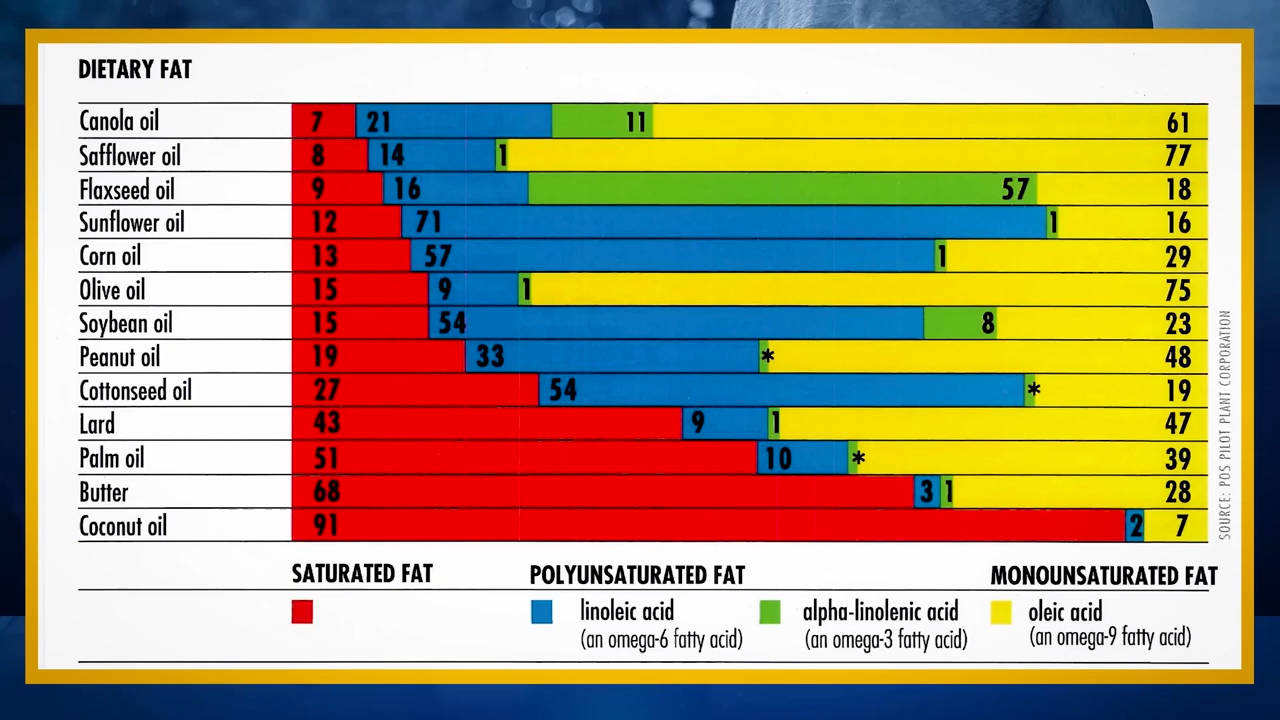 DIETARY FAT
Canola oil 7 21 11 61
Safflower oil 8 14 1 77
Flaxseed oil 9 16 57 18
Sunflower oil 12 71 1 16
Corn oil 13 57 1 29
Olive oil 15 9 1 75
Soybean oil 15 54 8 23
Peanut oil 19 33 * 48
Cottonseed oil 27 54 * 19
Lard 43 9 1 47
Palm oil 51 10 * 39
Butter 68 3 1 28
Coconut oil 91 2 7
SOURCE: POS PILOT PLANT CORPORATION
SATURATED FAT POLYUNSATURATED FAT MONOUNSATURATED FAT
linoleic acid alpha-linolenic acid oleic acid
(an omega-6 fatty acid) (an omega-3 fatty acid) (an omega-9 fatty acid)